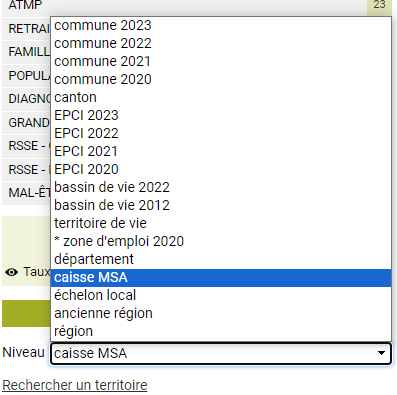 ATMP 23
RETRAI
FAMILL
POPULA
DIAGNO
GRAND
RSSE -
RSSE -
MAL-ÊT
commune 2023
commune 2022
commune 2021
commune 2020
canton
EPCI 2023
EPCI 2022
EPCI 2021
EPCI 2020
bassin de vie 2022
bassin de vie 2012
territoire de vie
* zone d'emploi 2020
département
caisse MSA
échelon local
ancienne région
région
Taux
Niveau caisse MSA
Rechercher un territoire